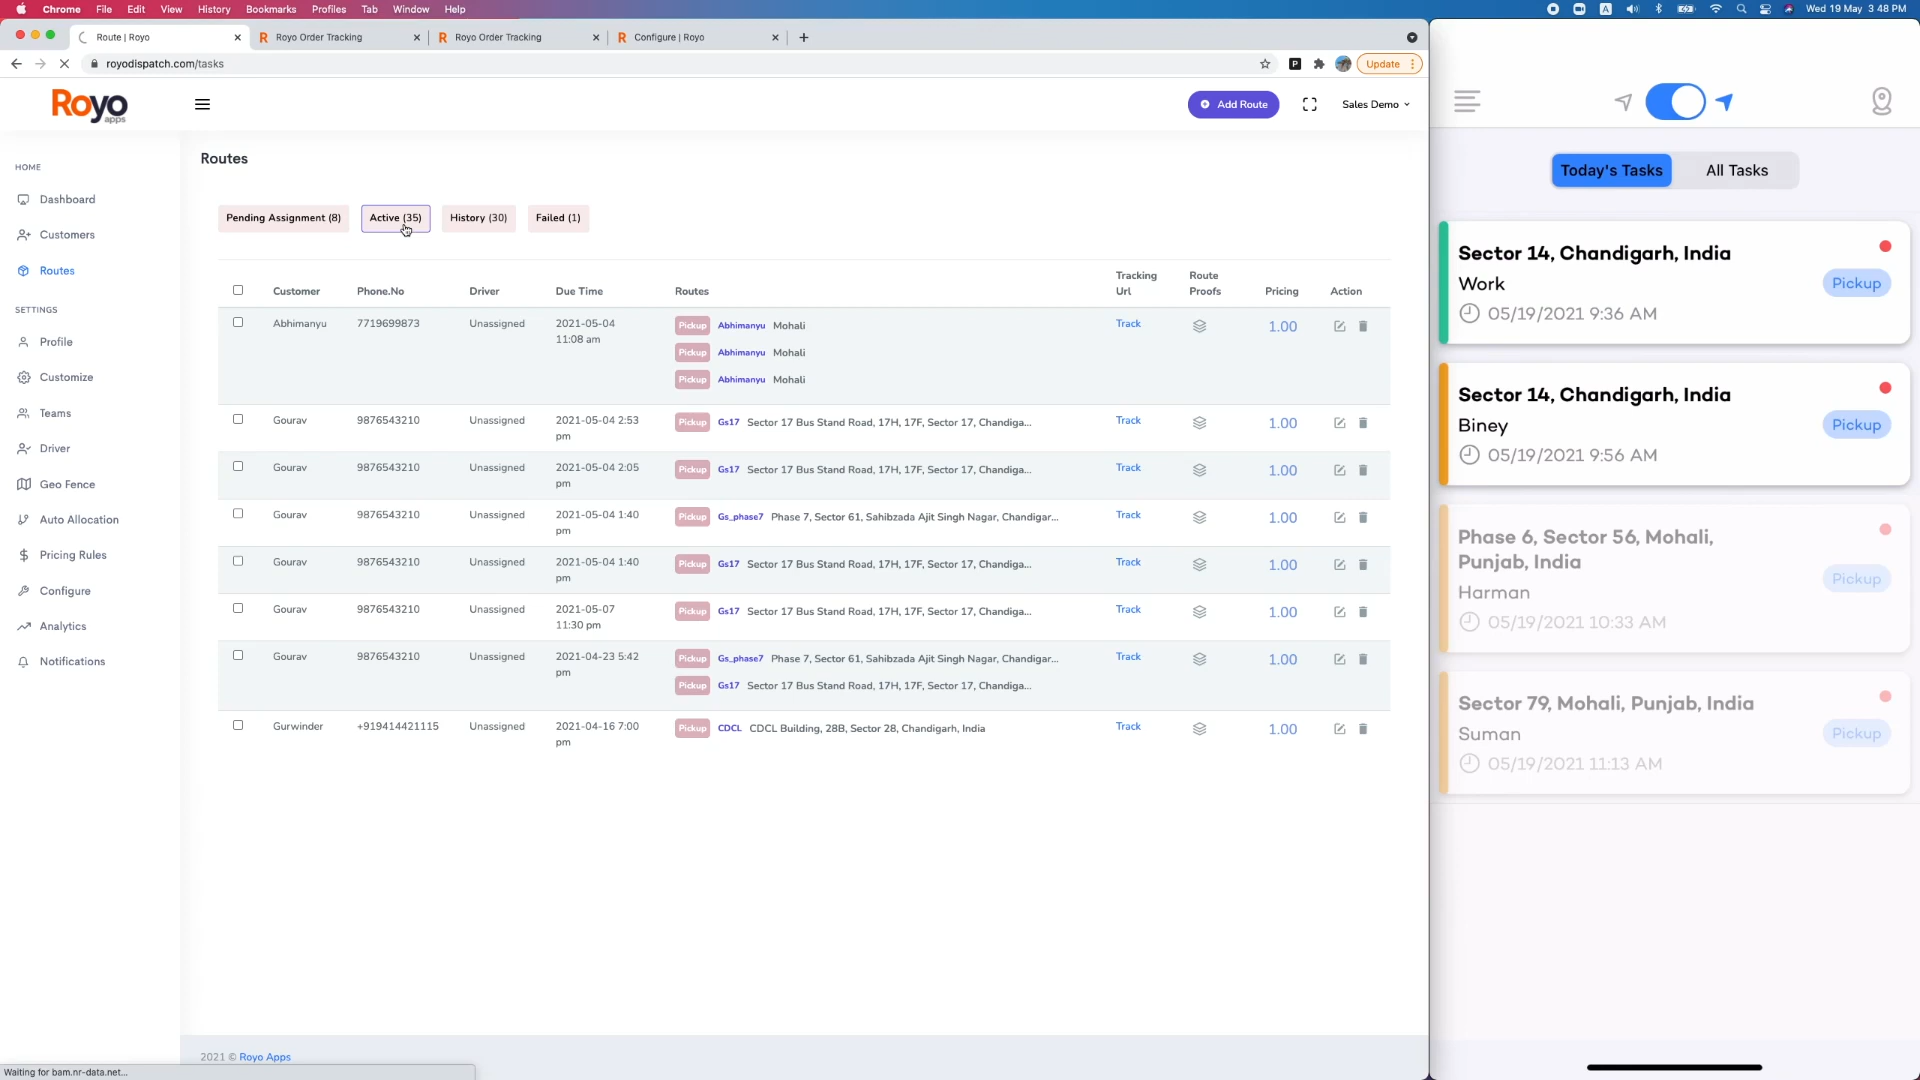 Chrome File Edit View History Bookmarks Profiles Tab Window Help
A Wed 19 May 3 48 PM
Route | Royo
R Royo Order Tracking
R Royo Order Tracking
R Configure | Royo
royodispatch.com/tasks
P
Update
Royo apps
Add Route
Sales Demo
HOME
Dashboard
Customers
Routes
SETTINGS
Profile
Customize
Teams
Driver
Geo Fence
Auto Allocation
Pricing Rules
Configure
Analytics
Notifications
Routes
Pending Assignment (8) Active (35) History (30) Failed (1)
Customer Phone.No Driver Due Time Routes Tracking Url Route Proofs Pricing Action
Abhimanyu 7719699873 Unassigned 2021-05-04 11:08 am Pickup Abhimanyu Mohali Track 1.00
Pickup Abhimanyu Mohali
Pickup Abhimanyu Mohali
Gourav 9876543210 Unassigned 2021-05-04 2:53 pm Pickup Gs17 Sector 17 Bus Stand Road, 17H, 17F, Sector 17, Chandiga... Track 1.00
Gourav 9876543210 Unassigned 2021-05-04 2:05 pm Pickup Gs17 Sector 17 Bus Stand Road, 17H, 17F, Sector 17, Chandiga... Track 1.00
Gourav 9876543210 Unassigned 2021-05-04 1:40 pm Pickup Gs_phase7 Phase 7, Sector 61, Sahibzada Ajit Singh Nagar, Chandigar... Track 1.00
Gourav 9876543210 Unassigned 2021-05-04 1:40 pm Pickup Gs17 Sector 17 Bus Stand Road, 17H, 17F, Sector 17, Chandiga... Track 1.00
Gourav 9876543210 Unassigned 2021-05-07 11:30 pm Pickup Gs17 Sector 17 Bus Stand Road, 17H, 17F, Sector 17, Chandiga... Track 1.00
Gourav 9876543210 Unassigned 2021-04-23 5:42 pm Pickup Gs_phase7 Phase 7, Sector 61, Sahibzada Ajit Singh Nagar, Chandigar... Track 1.00
Pickup Gs17 Sector 17 Bus Stand Road, 17H, 17F, Sector 17, Chandiga...
Gurwinder +919414421115 Unassigned 2021-04-16 7:00 pm Pickup CDCL CDCL Building, 28B, Sector 28, Chandigarh, India Track 1.00
2021 © Royo Apps
Waiting for bam.nr-data.net...
Today's Tasks All Tasks
Sector 14, Chandigarh, India
Work
Pickup
05/19/2021 9:36 AM
Sector 14, Chandigarh, India
Biney
Pickup
05/19/2021 9:56 AM
Phase 6, Sector 56, Mohali,
Punjab, India
Pickup
Harman
05/19/2021 10:33 AM
Sector 79, Mohali, Punjab, India
Suman
Pickup
05/19/2021 11:13 AM